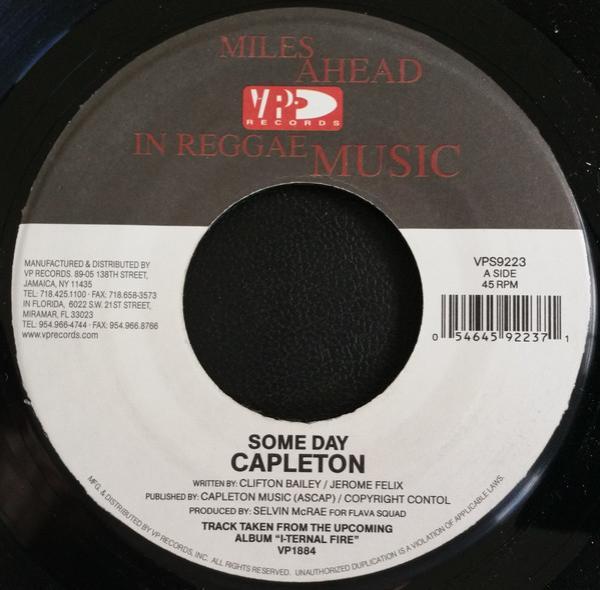 MILES
AHEAD
VP
RECORDS
IN REGGAE MUSIC
MANUFACTURED & DISTRIBUTED BY
VP RECORDS. 89-05 138TH STREET,
JAMAICA, NY 11435
TEL: 718.425.1100 · FAX: 718.658-3573
IN FLORIDA, 6022 S.W. 21ST STREET,
MIRAMAR, FL 33023
TEL: 954.966-4744 · FAX: 954.966.8766
www.vprecords.com
VPS9223
A SIDE
45 RPM
0 54645 92237 1
SOME DAY
CAPLETON
WRITTEN BY: CLIFTON BAILEY / JEROME FELIX
PUBLISHED BY: CAPLETON MUSIC (ASCAP) / COPYRIGHT CONTOL
PRODUCED BY: SELVIN McRAE FOR FLAVA SQUAD
TRACK TAKEN FROM THE UPCOMING
ALBUM "I-TERNAL FIRE"
VP1884
MFG. & DISTRIBUTED BY VP RECORDS, INC. ALL RIGHTS RESERVED. UNAUTHORIZED DUPLICATION IS A VIOLATION OF APPLICABLE LAWS.